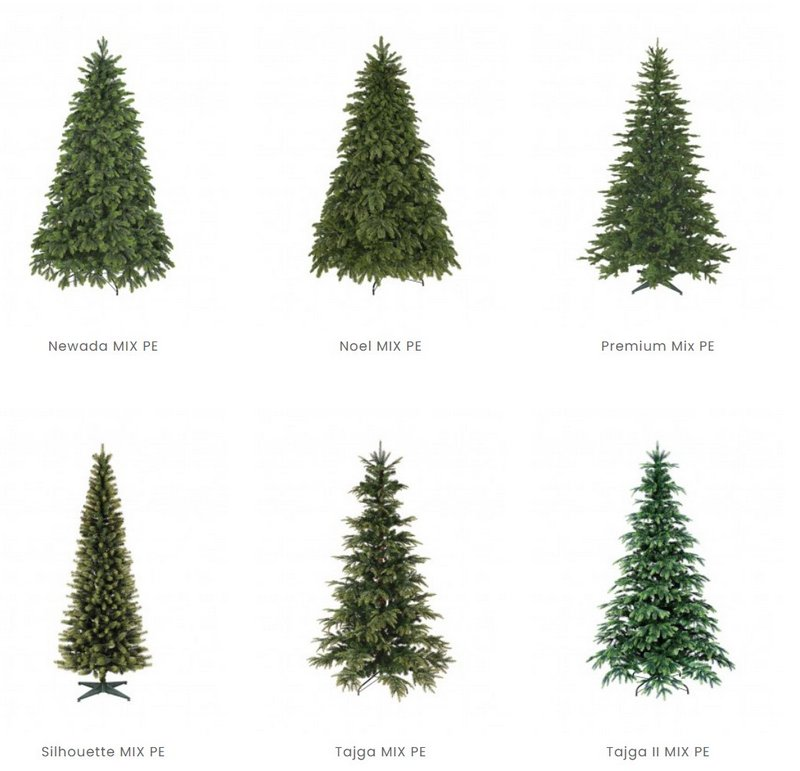 Newada MIX PE
Noel MIX PE
Premium Mix PE
Silhouette MIX PE
Tajga MIX PE
Tajga II MIX PE